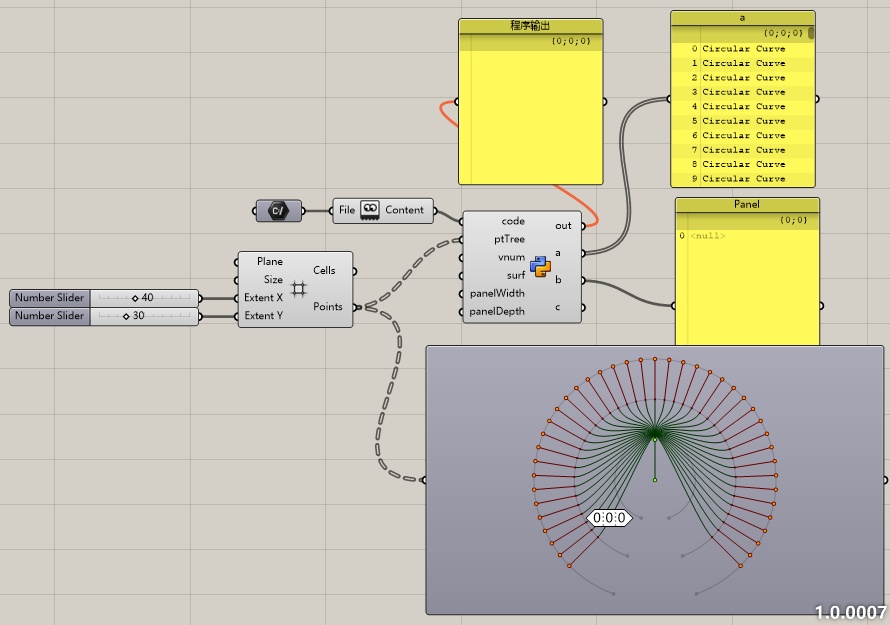 程序输出
{0;0;0}
a
{0;0;0}
0 Circular Curve
1 Circular Curve
2 Circular Curve
3 Circular Curve
4 Circular Curve
5 Circular Curve
6 Circular Curve
7 Circular Curve
8 Circular Curve
9 Circular Curve
Panel
{0;0}
0 <null>
C/
File
Content
code
ptTree
vnum
surf
panelWidth
panelDepth
out
a
b
c
Plane
Size
Extent X
Extent Y
Cells
Points
Number Slider
40
Number Slider
30
0:0:0
1.0.0007